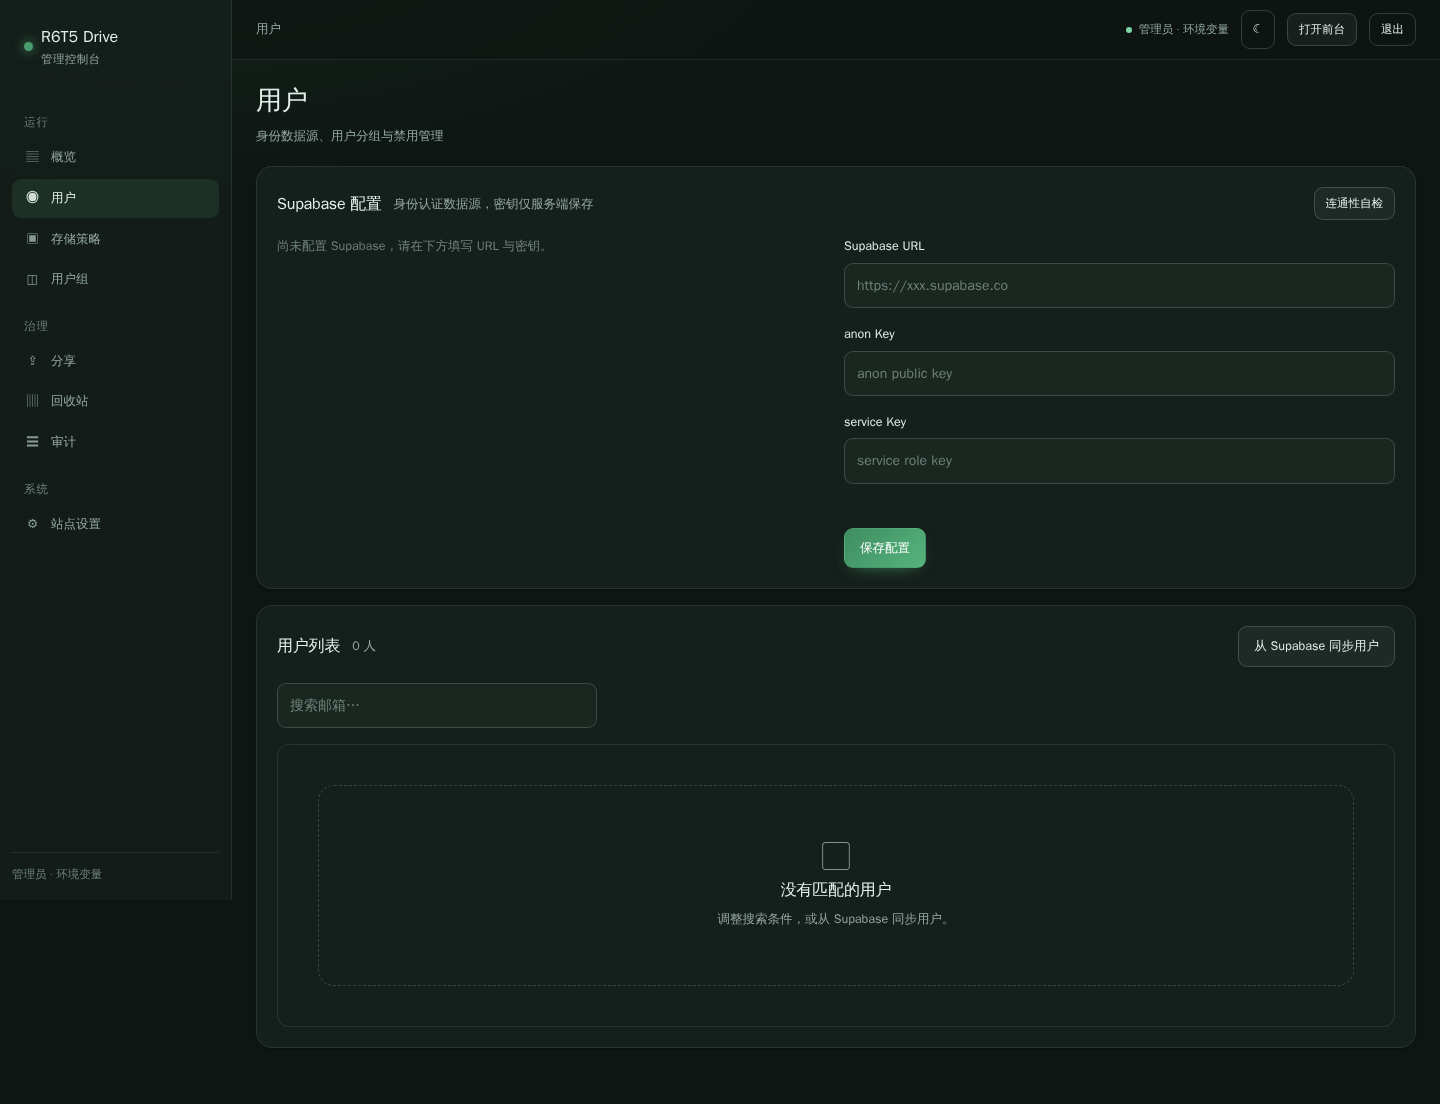 R6T5 Drive
管理控制台
运行
概览
用户
存储策略
用户组
治理
分享
回收站
审计
系统
站点设置
管理员 · 环境变量
用户
管理员 · 环境变量
打开前台
退出
用户
身份数据源、用户分组与禁用管理
Supabase 配置
身份认证数据源，密钥仅服务端保存
连通性自检
尚未配置 Supabase，请在下方填写 URL 与密钥。
Supabase URL
https://xxx.supabase.co
anon Key
anon public key
service Key
service role key
保存配置
用户列表
0 人
从 Supabase 同步用户
搜索邮箱…
没有匹配的用户
调整搜索条件，或从 Supabase 同步用户。